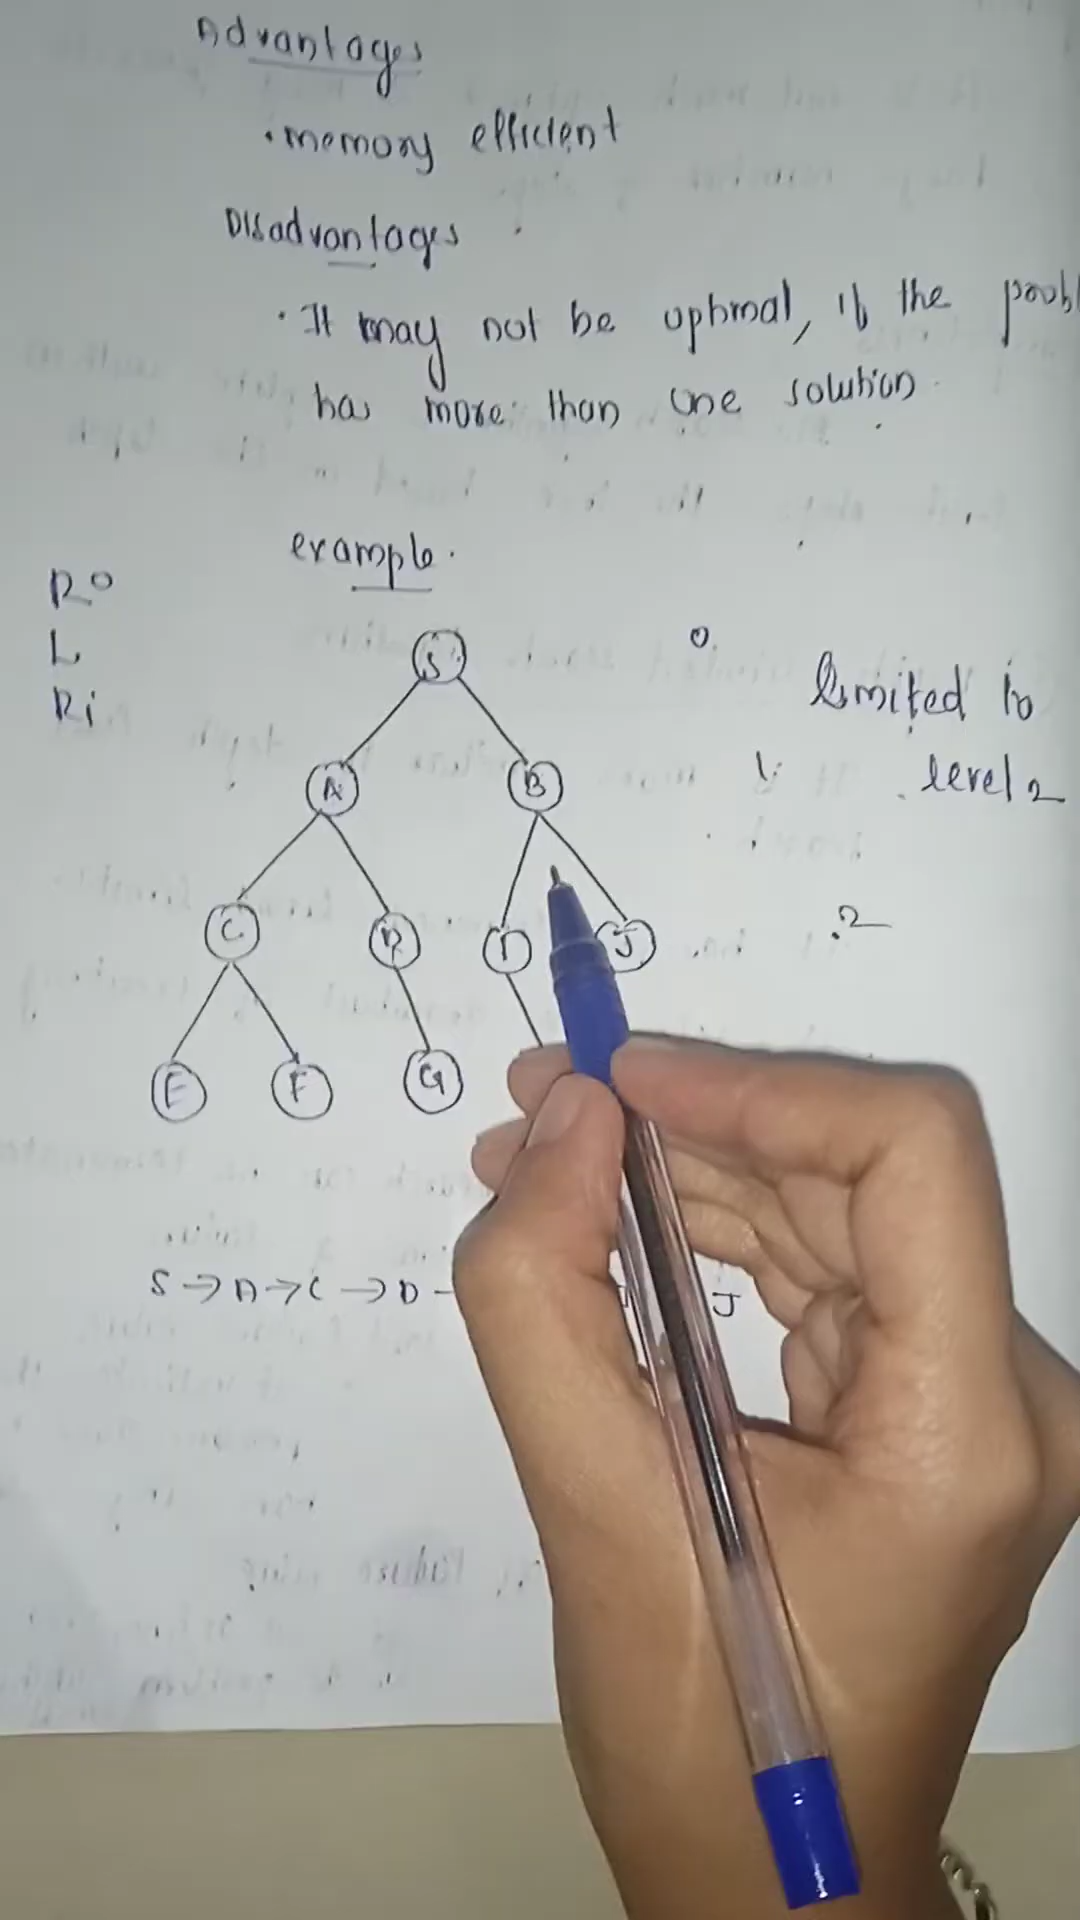 Advantages
• memory efficient
Disadvantages
• It may not be optimal, if the probl
has more than one solution.
example.
Ro
L
Ri
S
0
limited to
level 2
A B
1
C D I J
.2
E F G
S → A → C → D - J